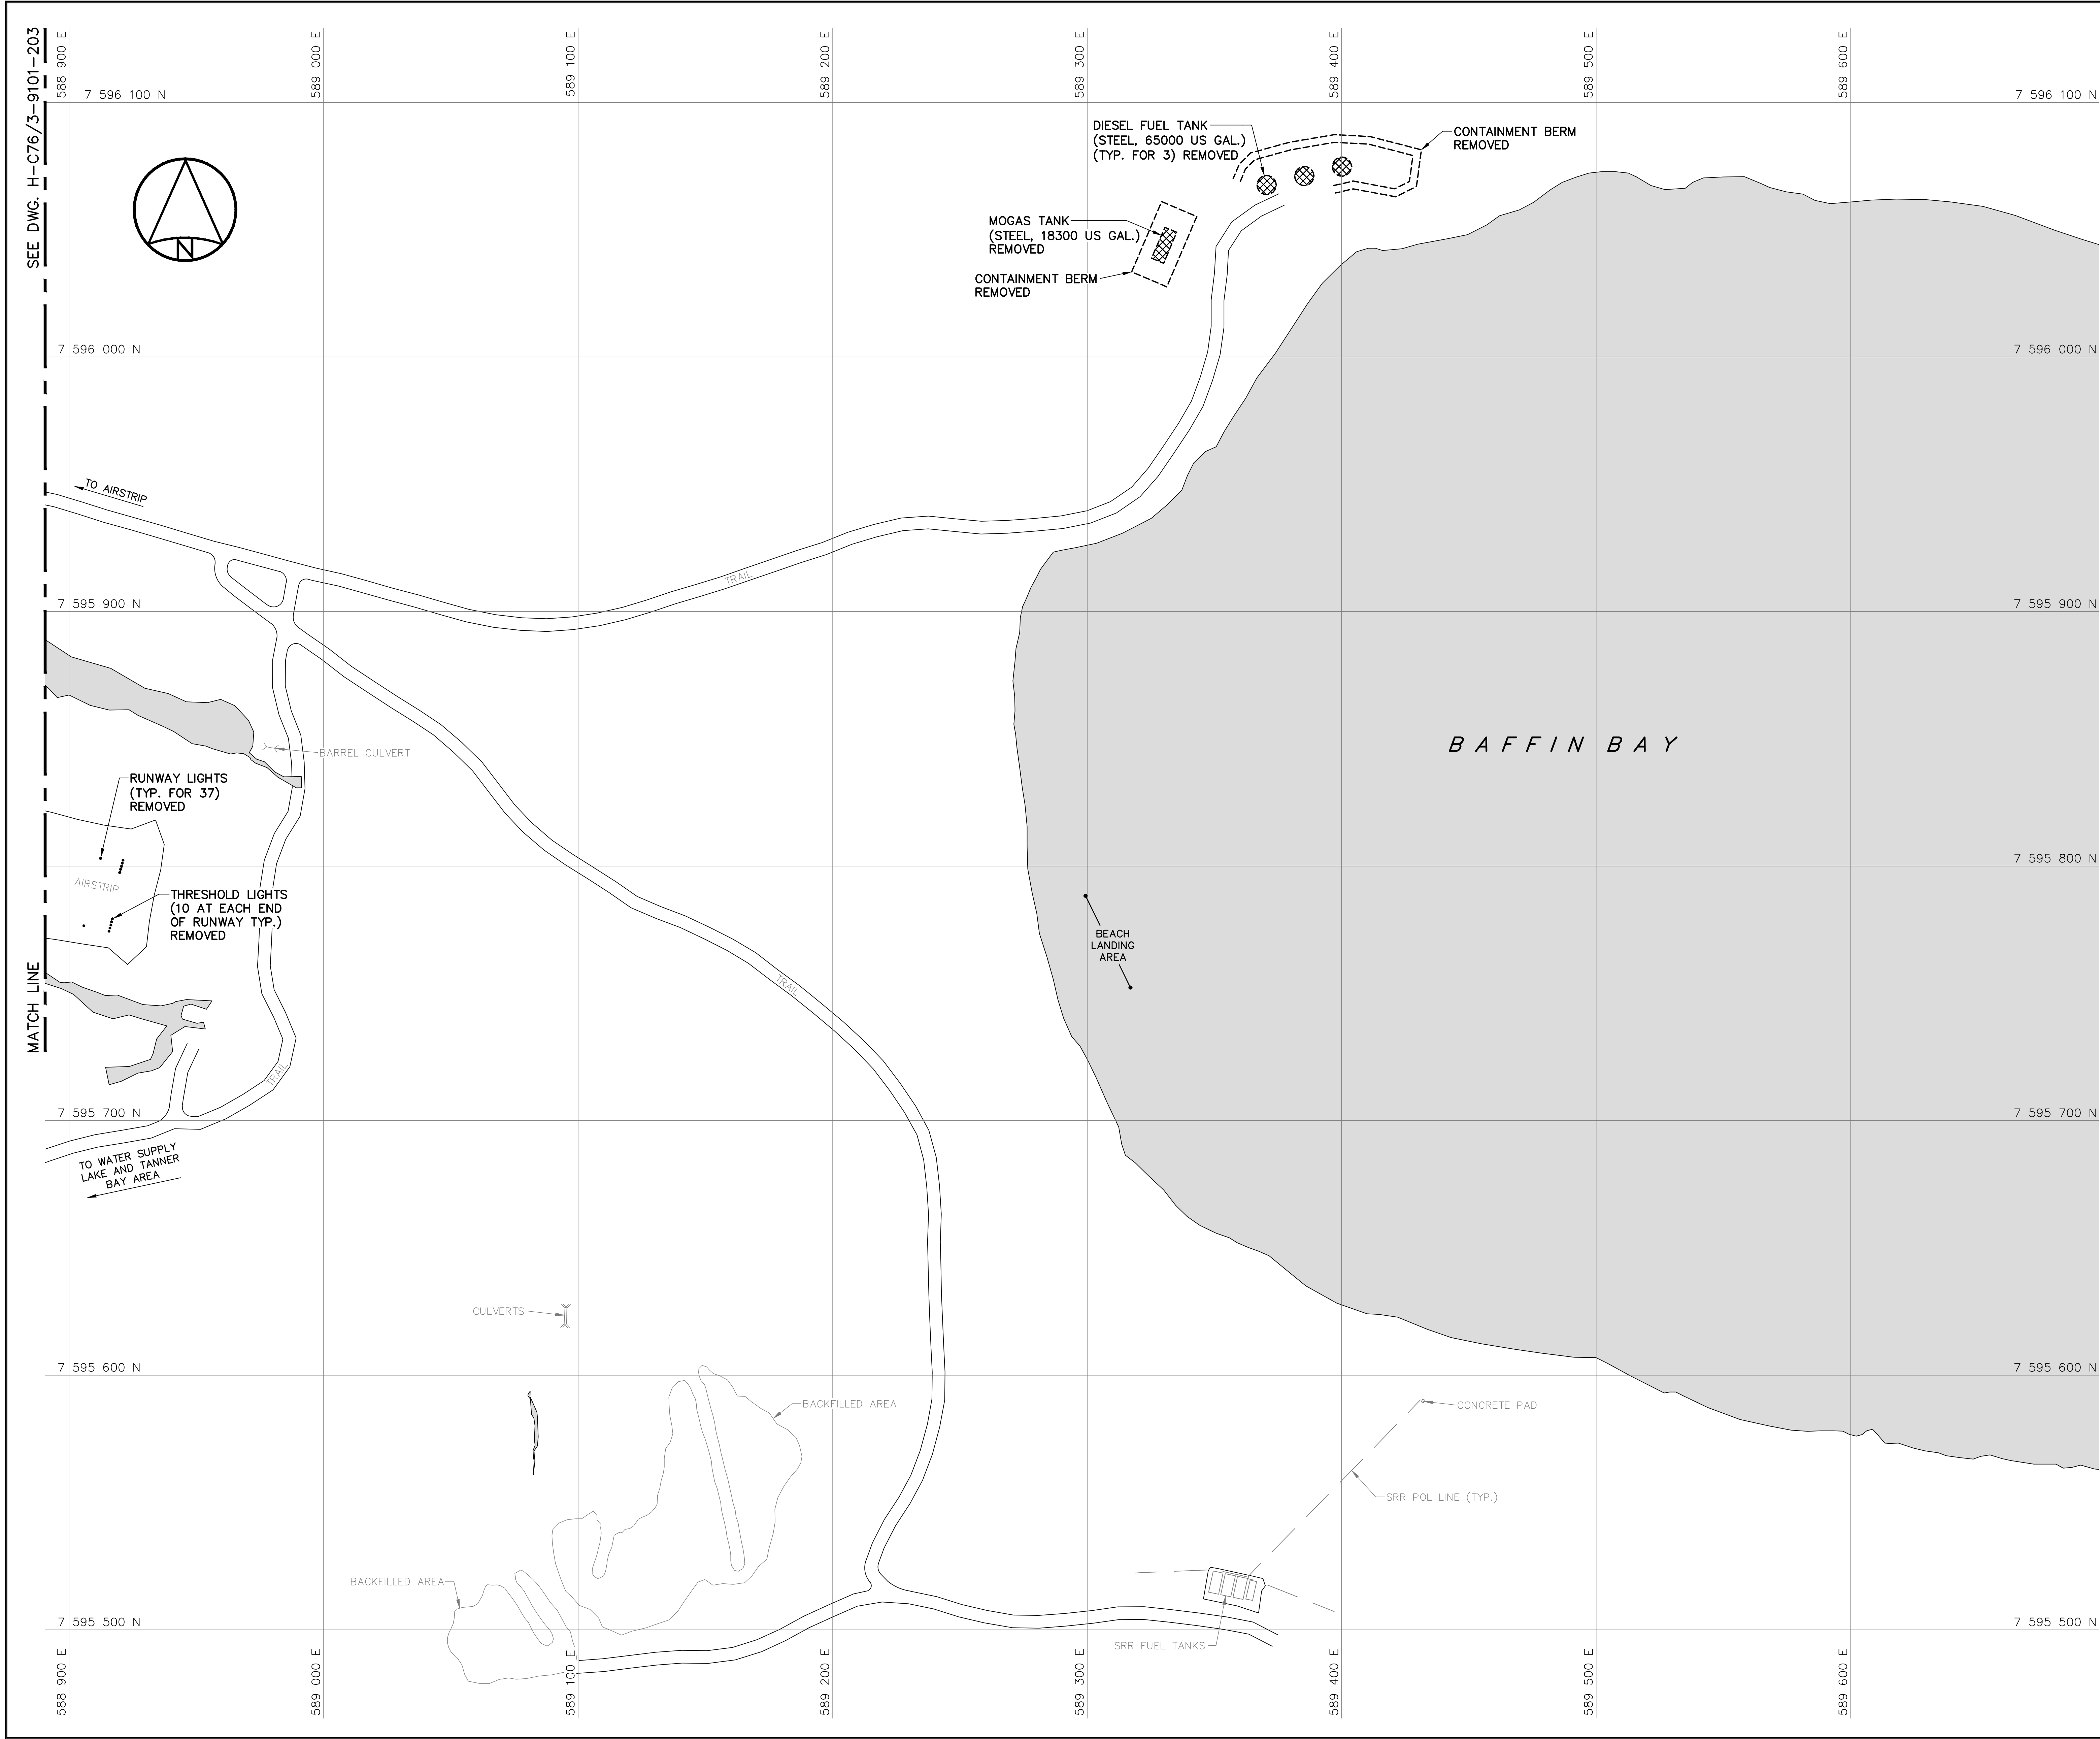 SEE DWG. H-C76/3-9101-203
MATCH LINE
588 900 E
589 000 E
589 100 E
589 200 E
589 300 E
589 400 E
589 500 E
589 600 E
7 596 100 N
7 596 100 N
N
DIESEL FUEL TANK
(STEEL, 65000 US GAL.)
(TYP. FOR 3) REMOVED
CONTAINMENT BERM
REMOVED
MOGAS TANK
(STEEL, 18300 US GAL.)
REMOVED
CONTAINMENT BERM
REMOVED
7 596 000 N
7 596 000 N
TO AIRSTRIP
TRAIL
7 595 900 N
7 595 900 N
BARREL CULVERT
BAFFIN BAY
RUNWAY LIGHTS
(TYP. FOR 37)
REMOVED
7 595 800 N
AIRSTRIP
THRESHOLD LIGHTS
(10 AT EACH END
OF RUNWAY TYP.)
REMOVED
BEACH
LANDING
AREA
TRAIL
TRAIL
7 595 700 N
7 595 700 N
TO WATER SUPPLY
LAKE AND TANNER
BAY AREA
CULVERTS
7 595 600 N
7 595 600 N
BACKFILLED AREA
CONCRETE PAD
SRR POL LINE (TYP.)
BACKFILLED AREA
7 595 500 N
7 595 500 N
SRR FUEL TANKS
588 900 E
589 000 E
589 100 E
589 200 E
589 300 E
589 400 E
589 500 E
589 600 E